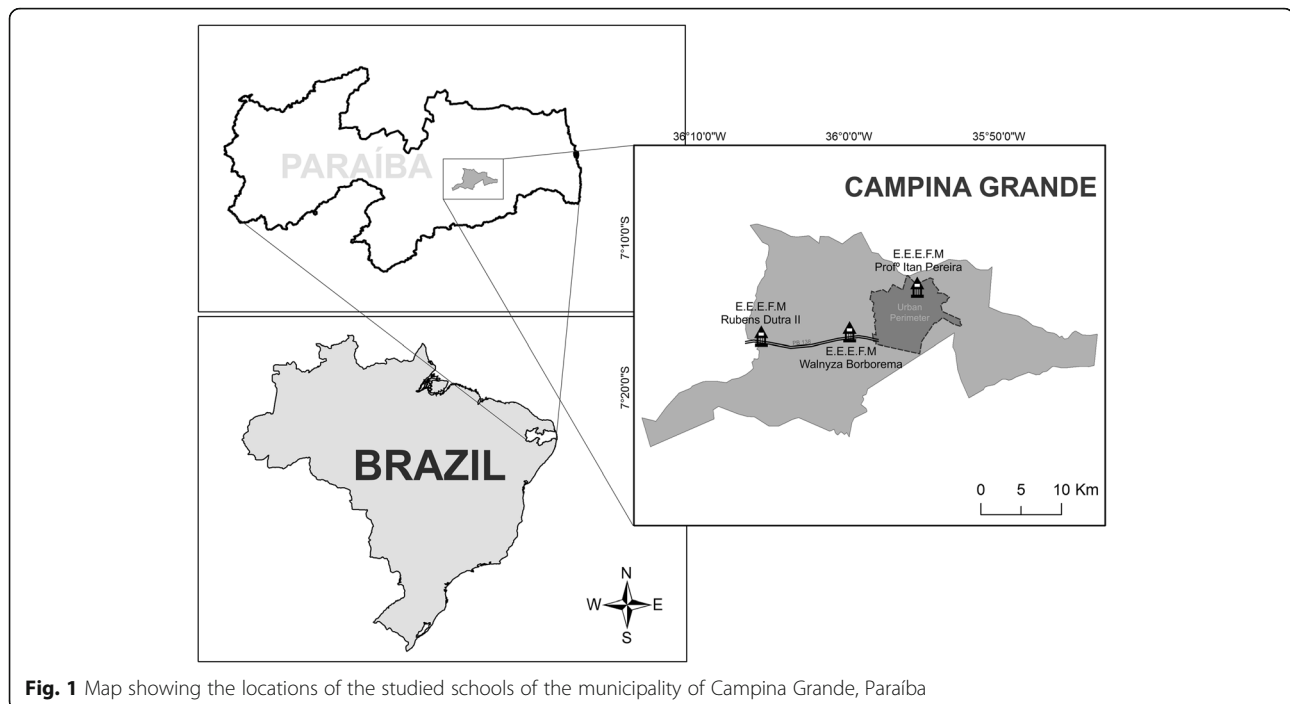 PARAÍBA
36°10'0"W
36°0'0"W
35°50'0"W
CAMPINA GRANDE
7°10'0"S
7°20'0"S
E.E.E.F.M
Profº Itan Pereira
Urban
Perimeter
E.E.E.F.M
Rubens Dutra II
E.E.E.F.M
Walnyza Borborema
0 5 10 Km
BRAZIL
N
W E
S
Fig. 1 Map showing the locations of the studied schools of the municipality of Campina Grande, Paraíba